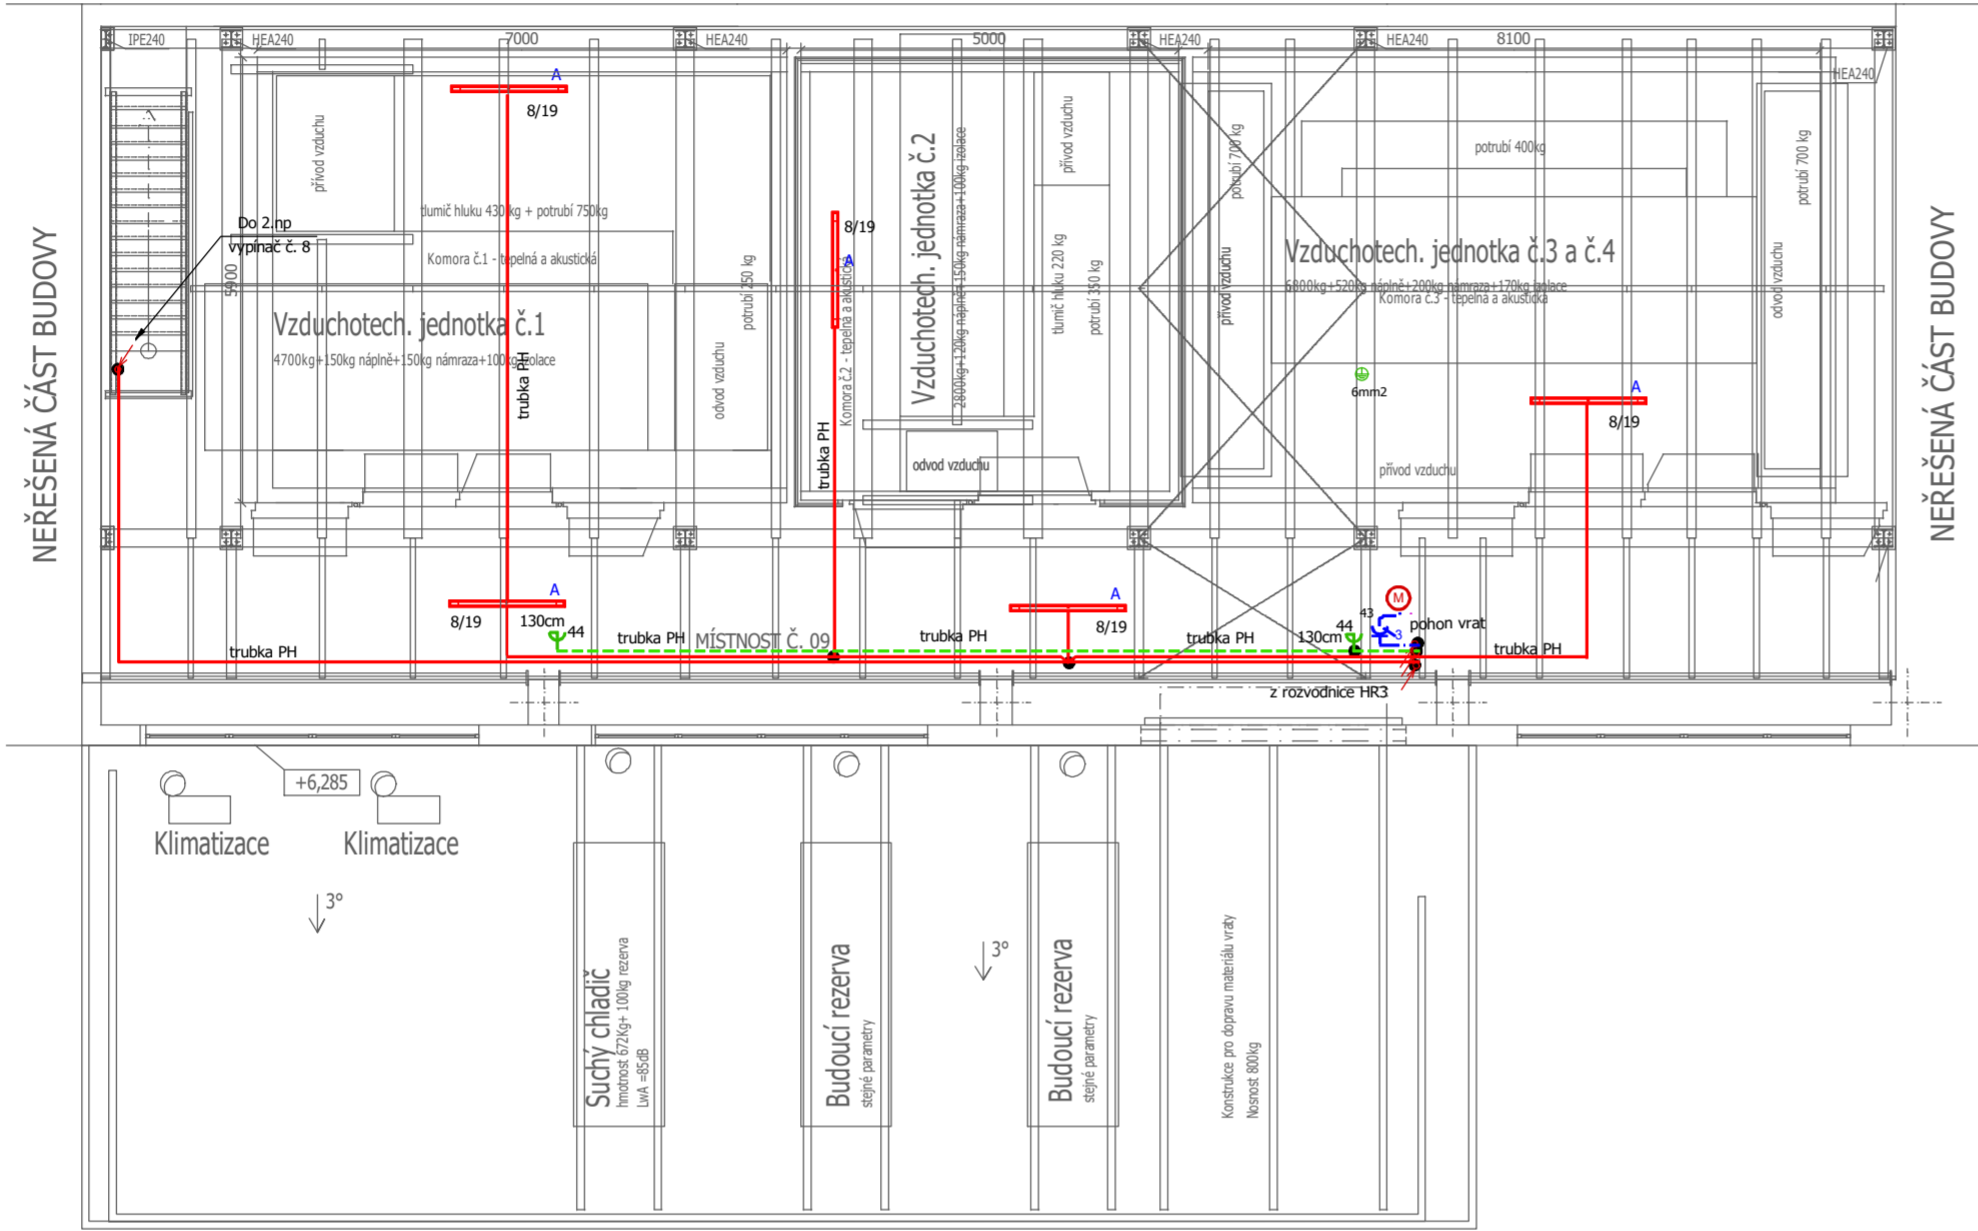 IPE240
HEA240
7000
HEA240
5000
HEA240
HEA240
8100
HEA240
A
8/19
přívod vzduchu
tlumič hluku 430 kg + potrubí 750kg
Komora č.1 - tepelná a akustická
Do 2.np
vypínač č. 8
5900
Vzduchotech. jednotka č.1
4700kg+150kg náplně+150kg námraza+100kg izolace
trubka PH
potrubí 250 kg
odvod vzduchu
8/19
A
Komora č.2 - tepelná a akustická
trubka PH
Vzduchotech. jednotka č.2
2800kg+120kg náplně+150kg námraza+100kg izolace
přívod vzduchu
tlumič hluku 220 kg
potrubí 350 kg
odvod vzduchu
potrubí 700 kg
přívod vzduchu
potrubí 400kg
Vzduchotech. jednotka č.3 a č.4
6800kg+520kg náplně+200kg námraza+170kg izolace
Komora č.3 - tepelná a akustická
potrubí 700 kg
odvod vzduchu
6mm2
A
8/19
přívod vzduchu
NEŘEŠENÁ ČÁST BUDOVY
NEŘEŠENÁ ČÁST BUDOVY
A
8/19
130cm
44
trubka PH
trubka PH
MÍSTNOST Č. 09
trubka PH
A
8/19
trubka PH
130cm
44
43
M
3
pohon vrat
trubka PH
z rozvodnice HR3
+6,285
Klimatizace
Klimatizace
3°
3°
Suchý chladič
hmotnost 672Kg+ 100kg rezerva
LwA =85dB
Budoucí rezerva
stejné parametry
Budoucí rezerva
stejné parametry
Konstrukce pro dopravu materiálu vraty
Nosnost 800kg